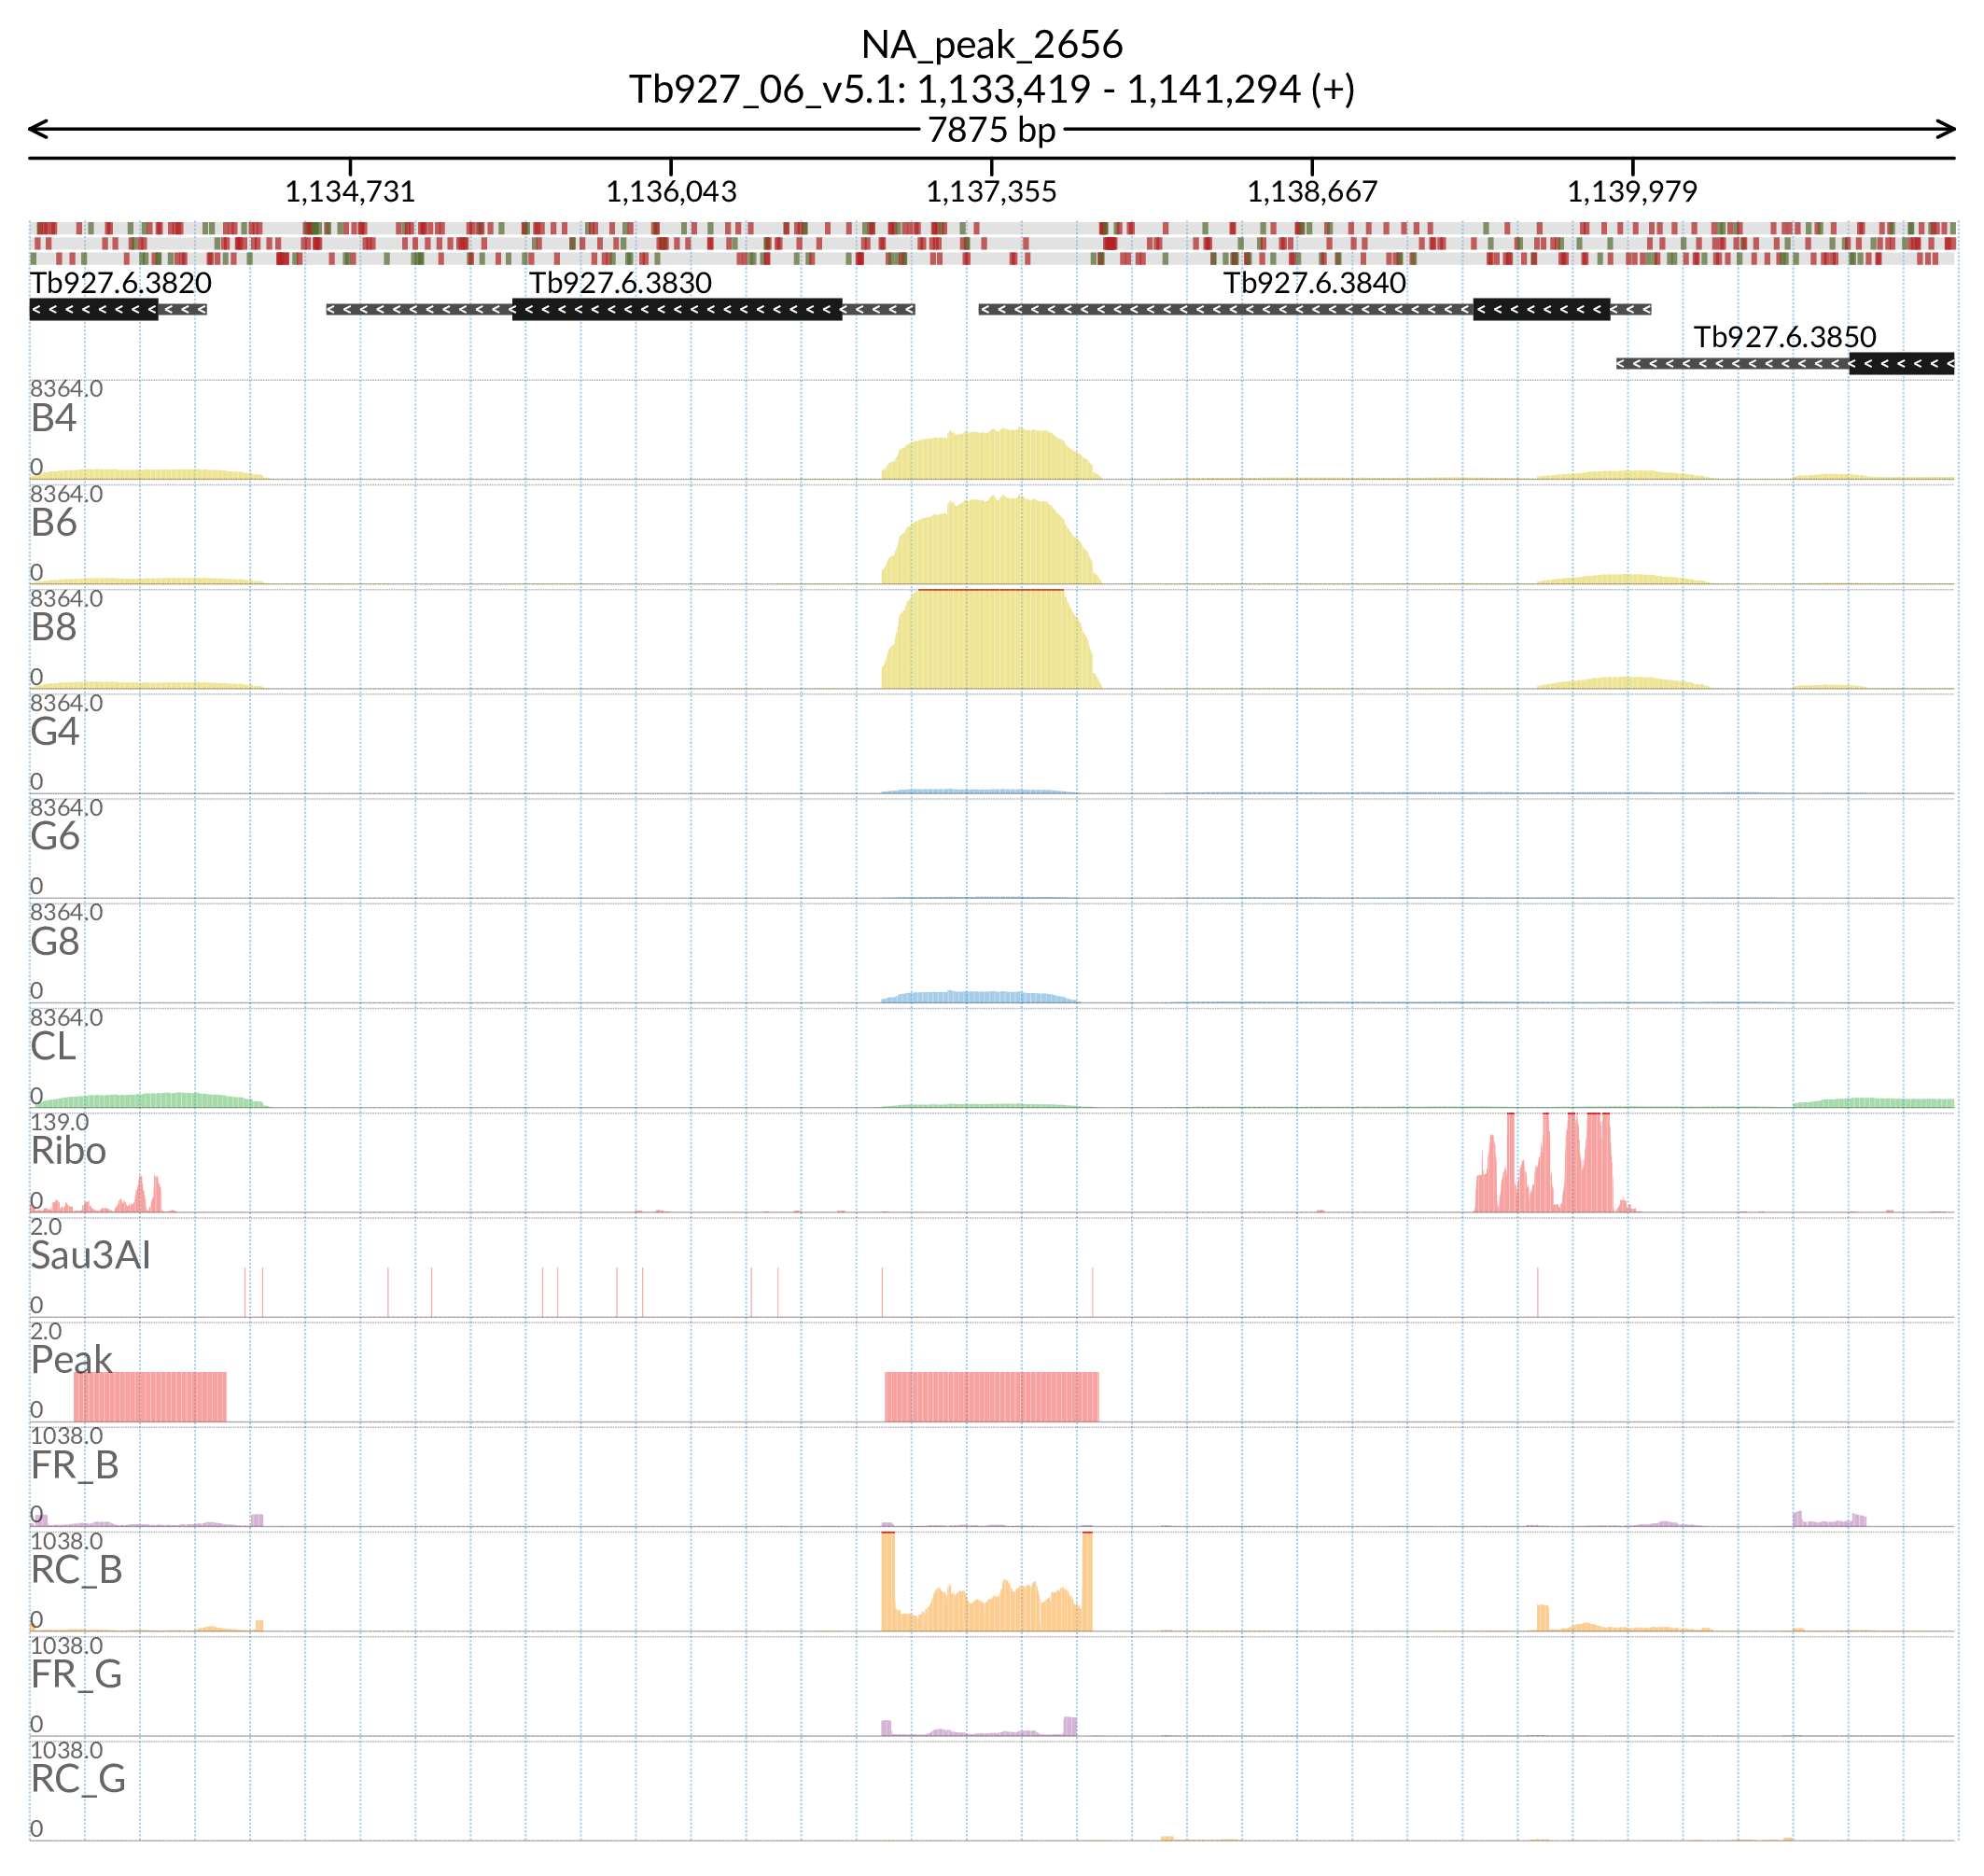 NA_peak_2656
Tb927_06_v5.1: 1,133,419 - 1,141,294 (+)
7875 bp
1,134,731 1,136,043 1,137,355 1,138,667 1,139,979
Tb927.6.3820 Tb927.6.3830 Tb927.6.3840
Tb927.6.3850
8364.0
B4
0
8364.0
B6
0
8364.0
B8
0
8364.0
G4
0
8364.0
G6
0
8364.0
G8
0
8364.0
CL
0
139.0
Ribo
0
2.0
Sau3AI
0
2.0
Peak
0
1038.0
FR_B
0
1038.0
RC_B
0
1038.0
FR_G
0
1038.0
RC_G
0